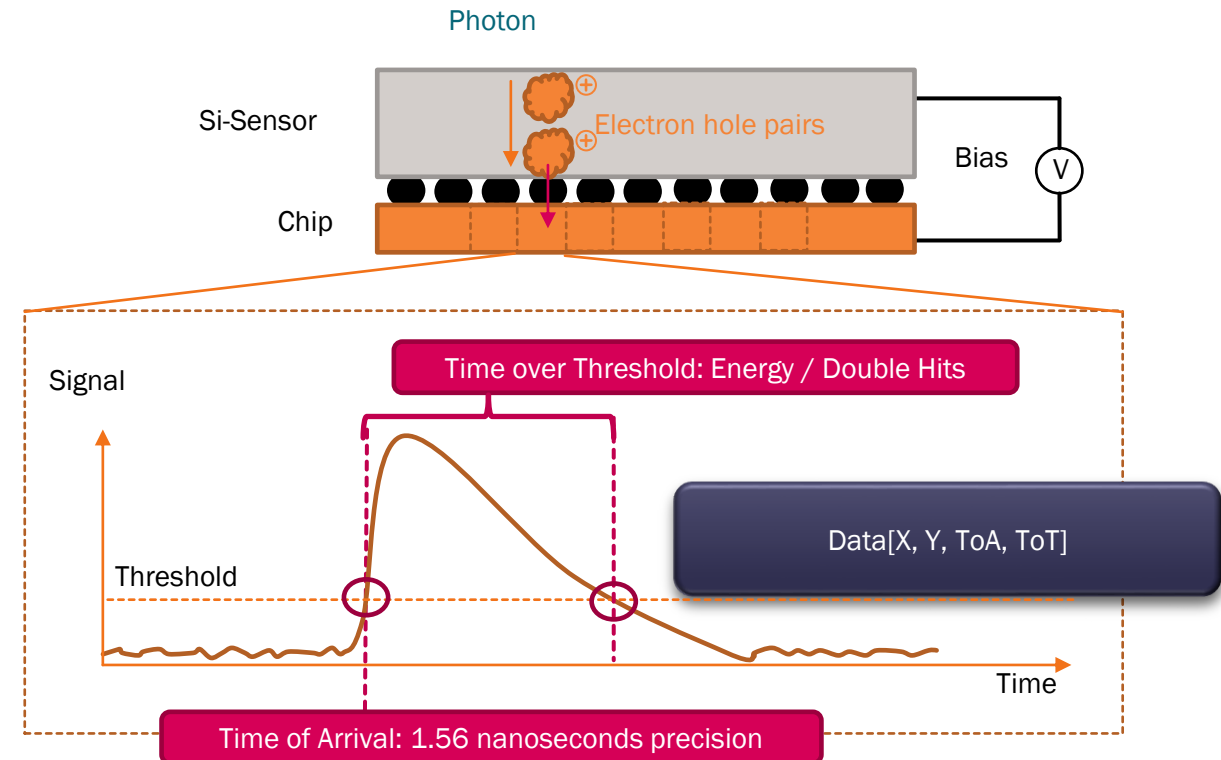 Photon
Si-Sensor
Electron hole pairs
Bias
V
Chip
Time over Threshold: Energy / Double Hits
Signal
Data[X, Y, ToA, ToT]
Threshold
Time
Time of Arrival: 1.56 nanoseconds precision